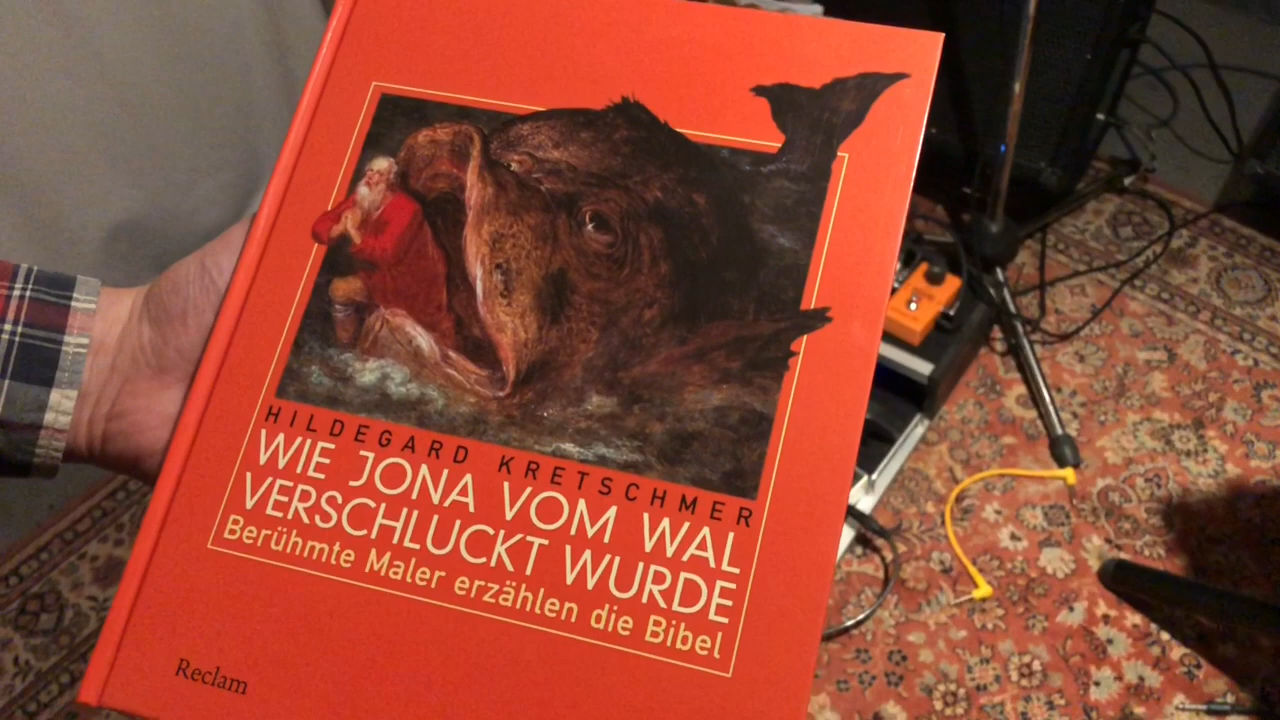 HILDEGARD KRETSCHMER
WIE JONA VOM WAL
VERSCHLUCKT WURDE
Berühmte Maler erzählen die Bibel
Reclam